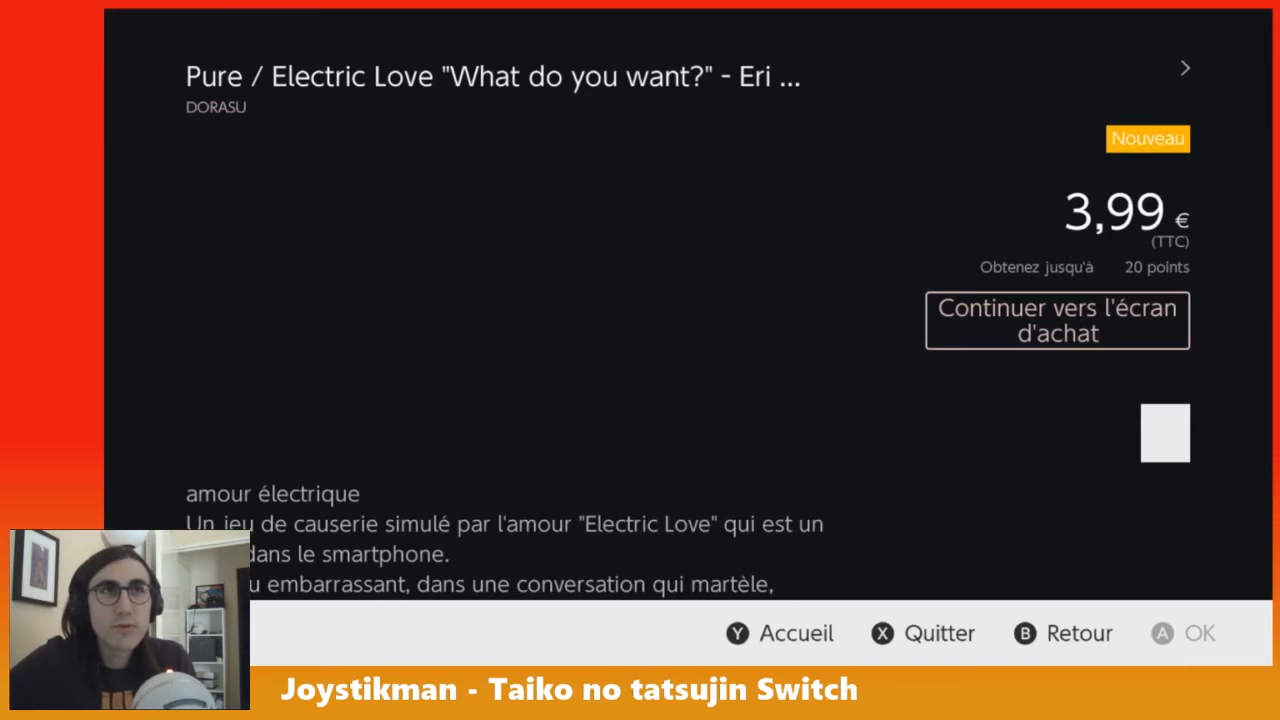 Pure / Electric Love "What do you want?" - Eri ...
DORASU
Nouveau
3,99 €
(TTC)
Obtenez jusqu'à 20 points
Continuer vers l'écran
d'achat
amour électrique
Un jeu de causerie simulé par l'amour "Electric Love" qui est un
dans le smartphone.
u embarrassant, dans une conversation qui martèle,
Y Accueil X Quitter B Retour A OK
Joystikman - Taiko no tatsujin Switch